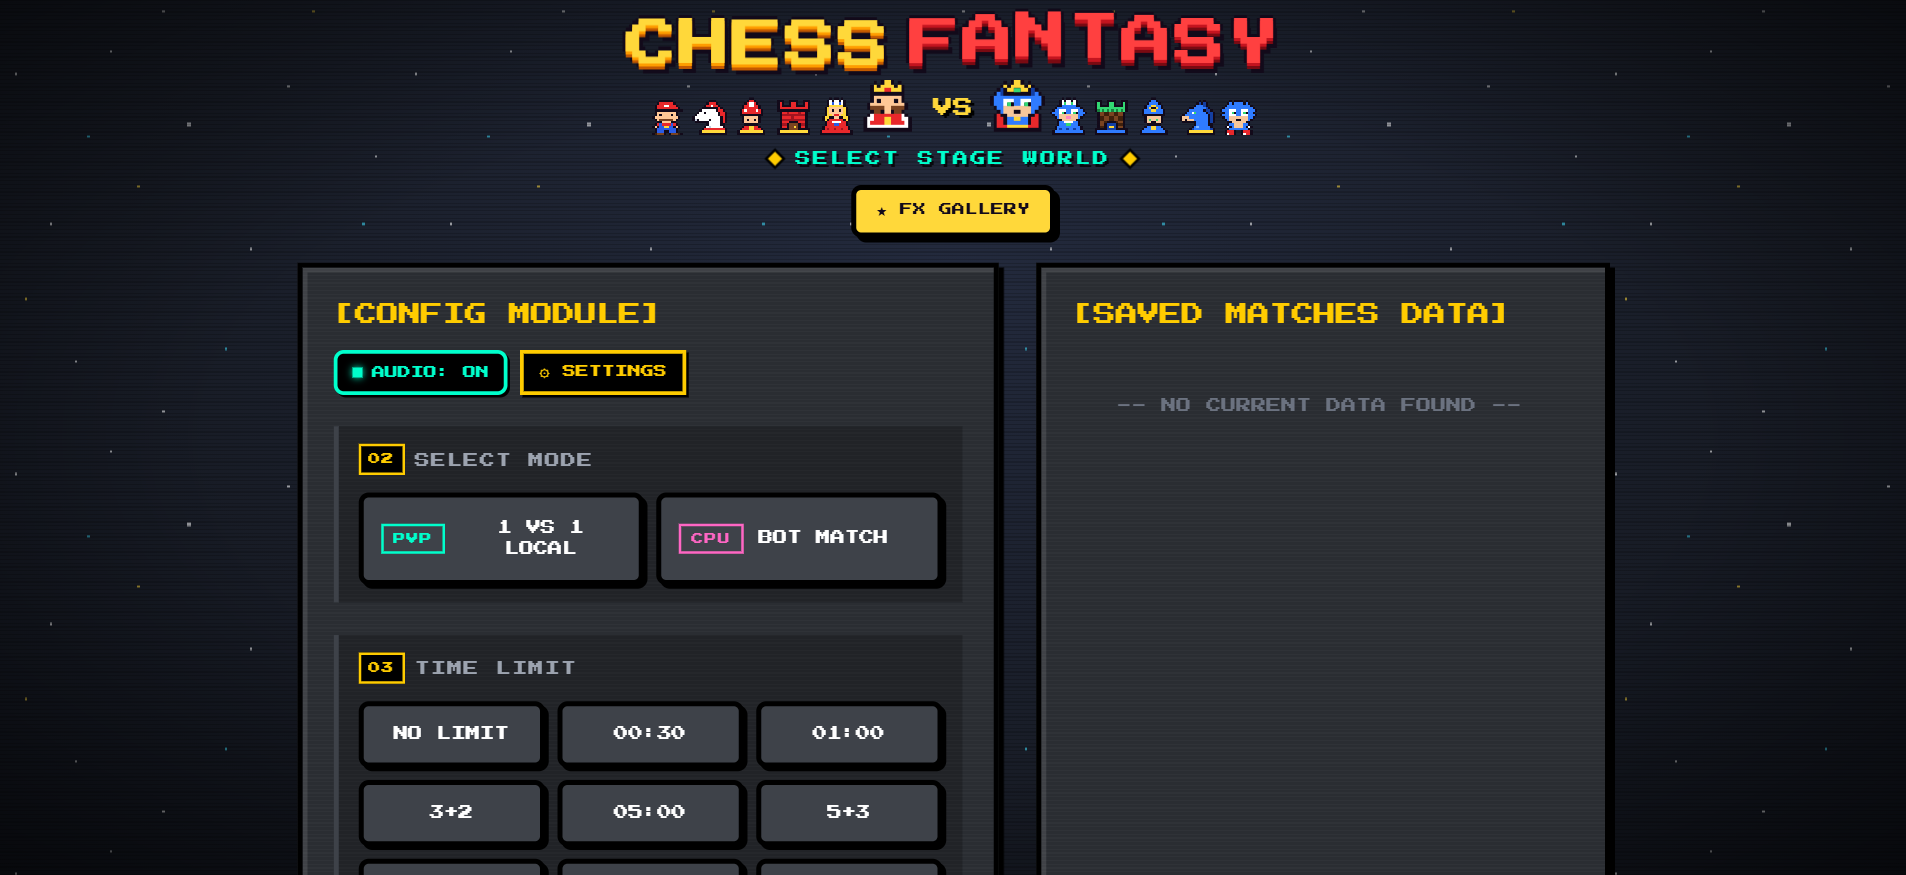 CHESS FANTASY
VS
◆ SELECT STAGE WORLD ◆
★ FX GALLERY
[CONFIG MODULE]
AUDIO: ON
⚙ SETTINGS
02 SELECT MODE
PVP
1 VS 1
LOCAL
CPU
BOT MATCH
03 TIME LIMIT
NO LIMIT
00:30
01:00
3+2
05:00
5+3
[SAVED MATCHES DATA]
-- NO CURRENT DATA FOUND --